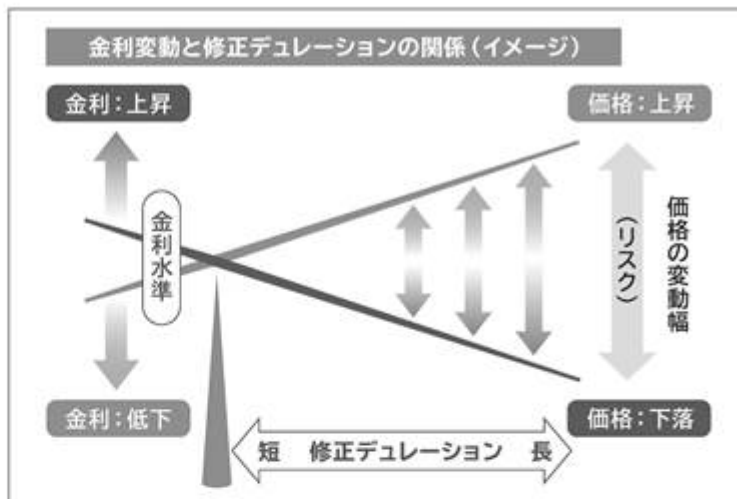 金利変動と修正デュレーションの関係（イメージ）
金利：上昇
価格：上昇
金利水準
（リスク）
価格の変動幅
金利：低下
価格：下落
短 修正デュレーション 長